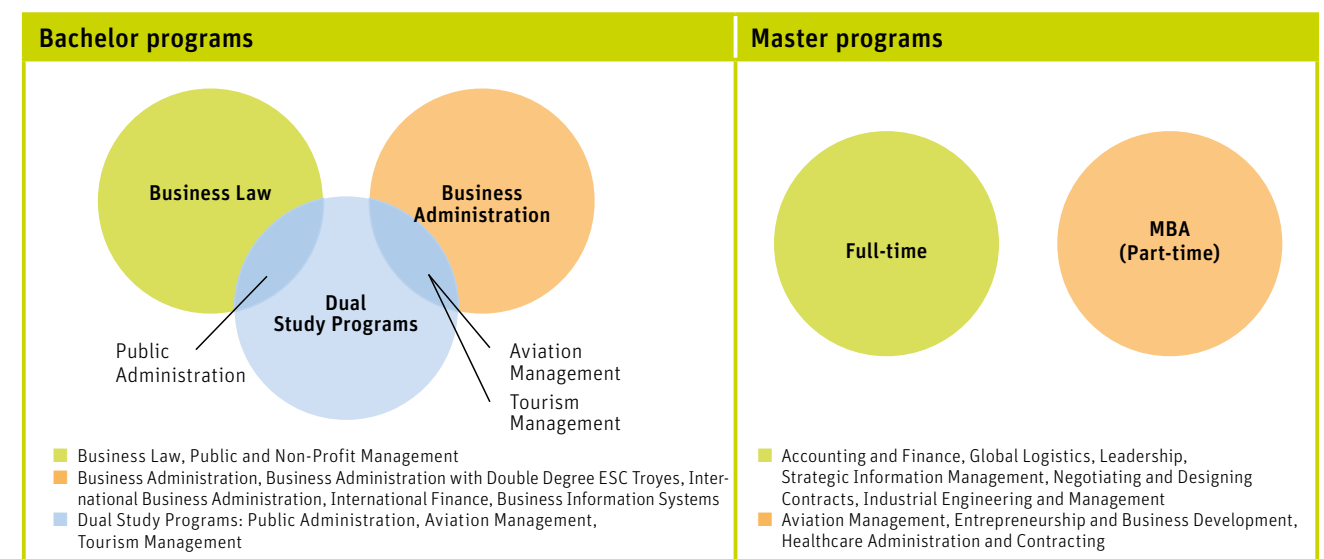 Bachelor programs
Business Law
Business
Administration
Dual
Study Programs
Public
Administration
Aviation
Management
Tourism
Management
Business Law, Public and Non-Profit Management
Business Administration, Business Administration with Double Degree ESC Troyes, Inter-
national Business Administration, International Finance, Business Information Systems
Dual Study Programs: Public Administration, Aviation Management,
Tourism Management
Master programs
Full-time
MBA
(Part-time)
Accounting and Finance, Global Logistics, Leadership,
Strategic Information Management, Negotiating and Designing
Contracts, Industrial Engineering and Management
Aviation Management, Entrepreneurship and Business Development,
Healthcare Administration and Contracting